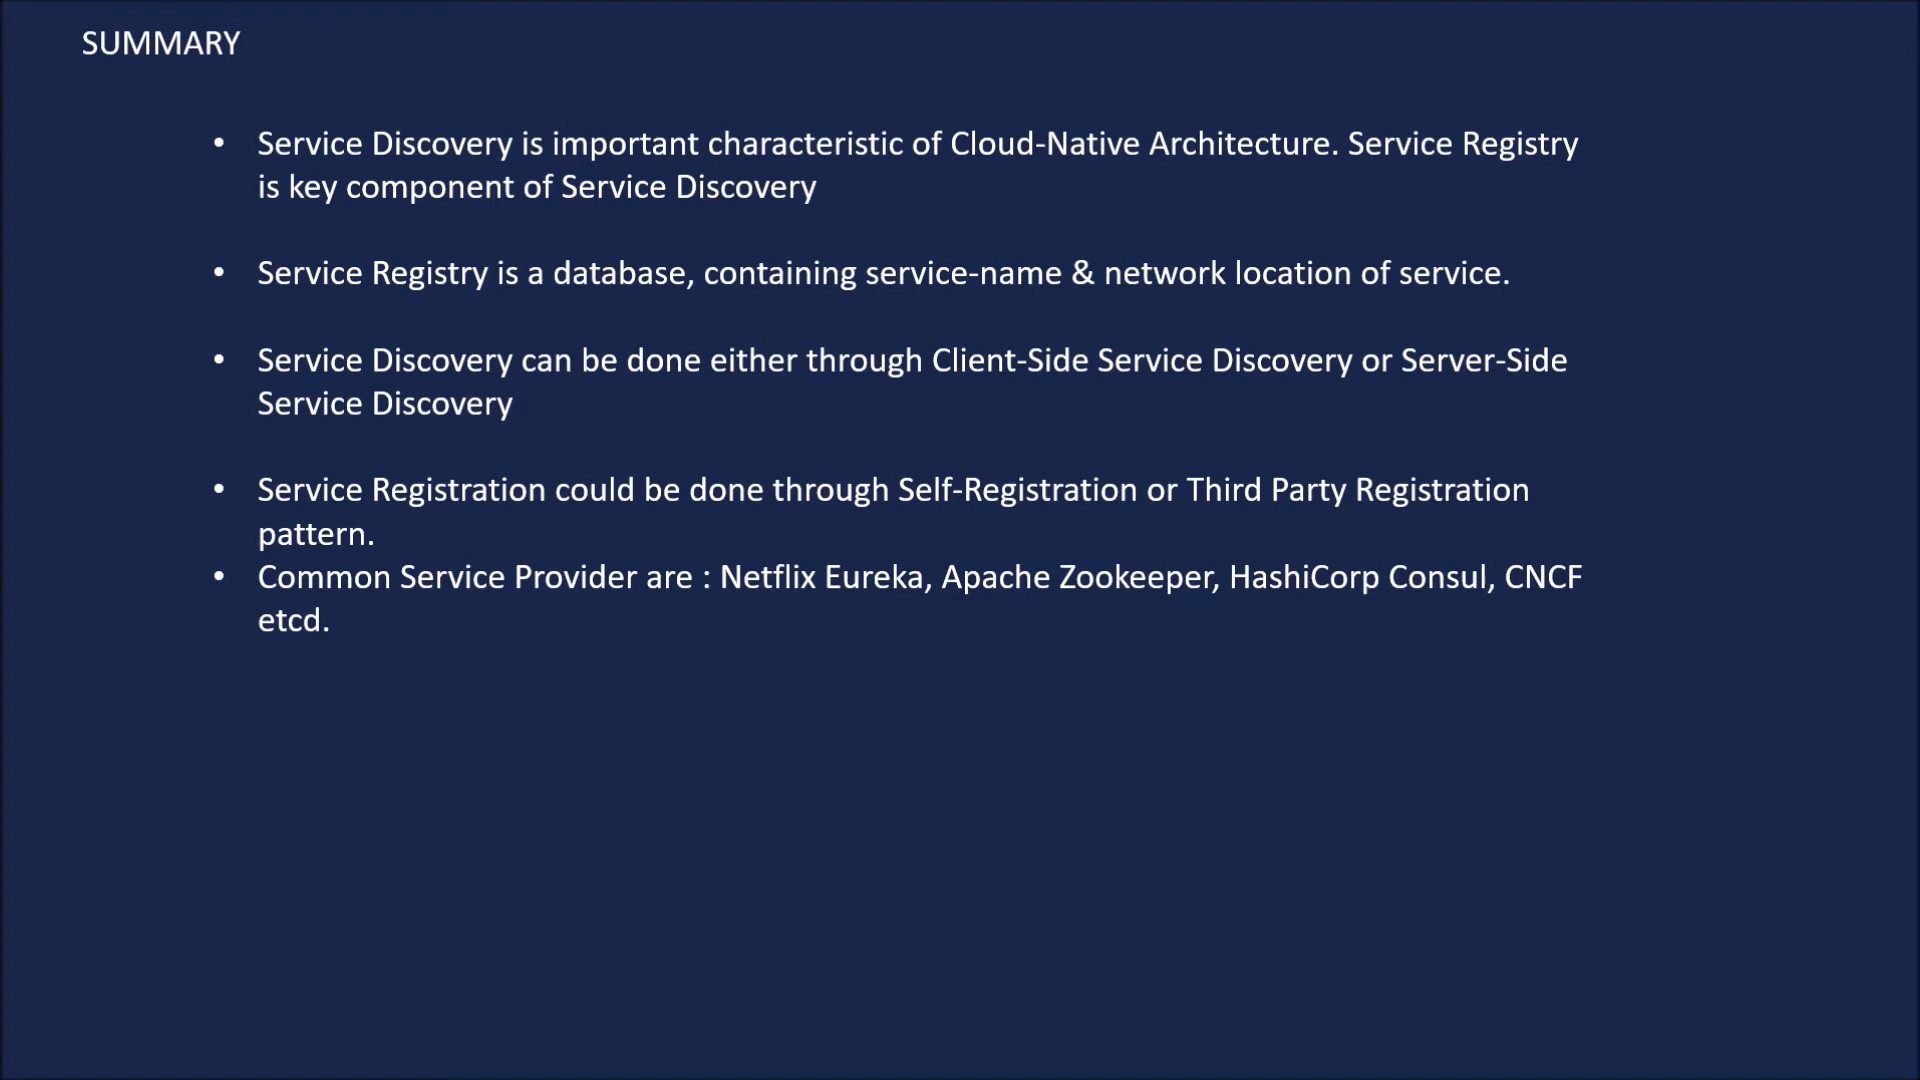 SUMMARY
• Service Discovery is important characteristic of Cloud-Native Architecture. Service Registry
is key component of Service Discovery
• Service Registry is a database, containing service-name & network location of service.
• Service Discovery can be done either through Client-Side Service Discovery or Server-Side
Service Discovery
• Service Registration could be done through Self-Registration or Third Party Registration
pattern.
• Common Service Provider are : Netflix Eureka, Apache Zookeeper, HashiCorp Consul, CNCF
etcd.